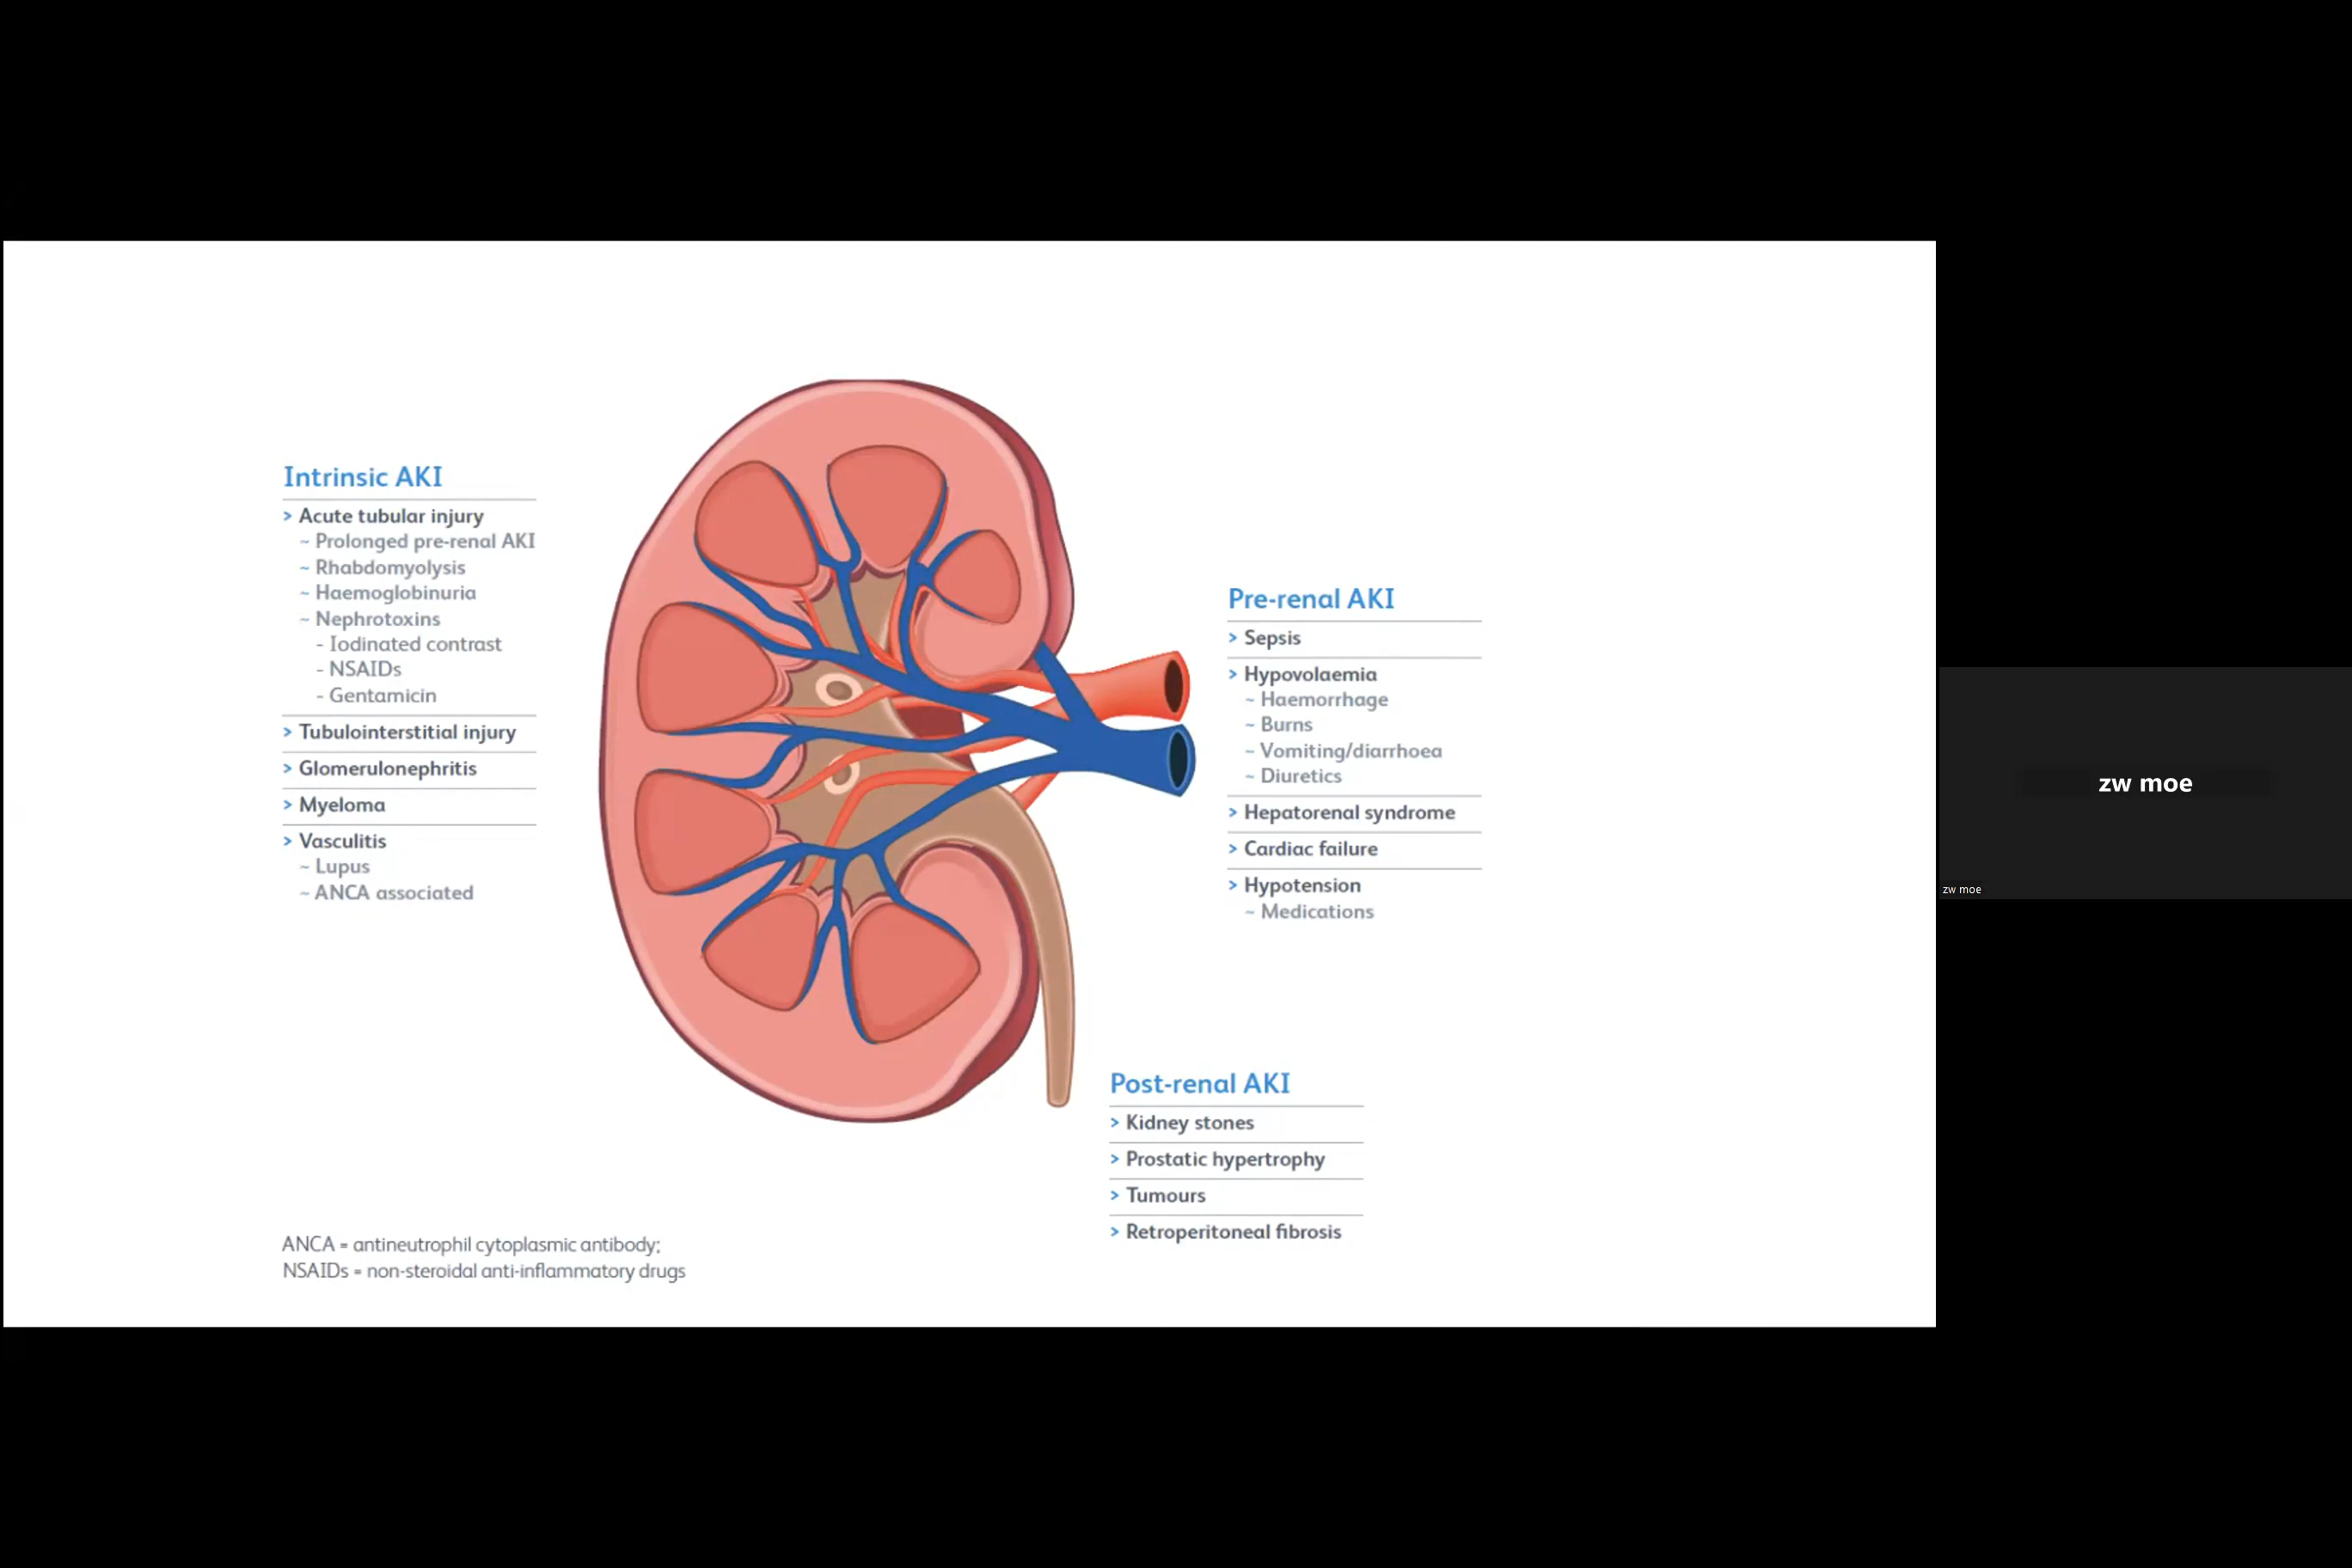 Intrinsic AKI
> Acute tubular injury
~ Prolonged pre-renal AKI
~ Rhabdomyolysis
~ Haemoglobinuria
~ Nephrotoxins
- Iodinated contrast
- NSAIDs
- Gentamicin
> Tubulointerstitial injury
> Glomerulonephritis
> Myeloma
> Vasculitis
~ Lupus
~ ANCA associated
Pre-renal AKI
> Sepsis
> Hypovolaemia
~ Haemorrhage
~ Burns
~ Vomiting/diarrhoea
~ Diuretics
> Hepatorenal syndrome
> Cardiac failure
> Hypotension
~ Medications
Post-renal AKI
> Kidney stones
> Prostatic hypertrophy
> Tumours
> Retroperitoneal fibrosis
ANCA = antineutrophil cytoplasmic antibody;
NSAIDs = non-steroidal anti-inflammatory drugs
zw moe
zw moe